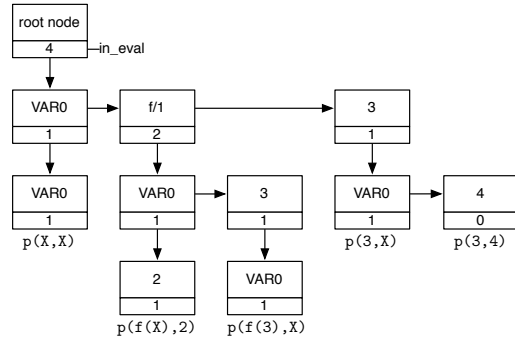 root node
4 in_eval
VAR0 f/1 3
1 2 1
VAR0 VAR0 3 VAR0 4
1 1 1 1 0
p(X,X) p(3,X) p(3,4)
2 VAR0
1 1
p(f(X),2) p(f(3),X)